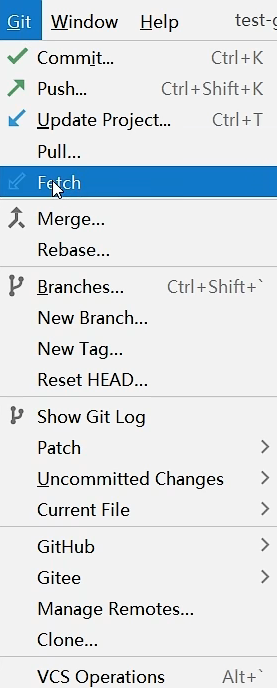 Git Window Help test-g
Commit... Ctrl+K
Push... Ctrl+Shift+K
Update Project... Ctrl+T
Pull...
Fetch
Merge...
Rebase...
Branches... Ctrl+Shift+`
New Branch...
New Tag...
Reset HEAD...
Show Git Log
Patch
Uncommitted Changes
Current File
GitHub
Gitee
Manage Remotes...
Clone...
VCS Operations Alt+`